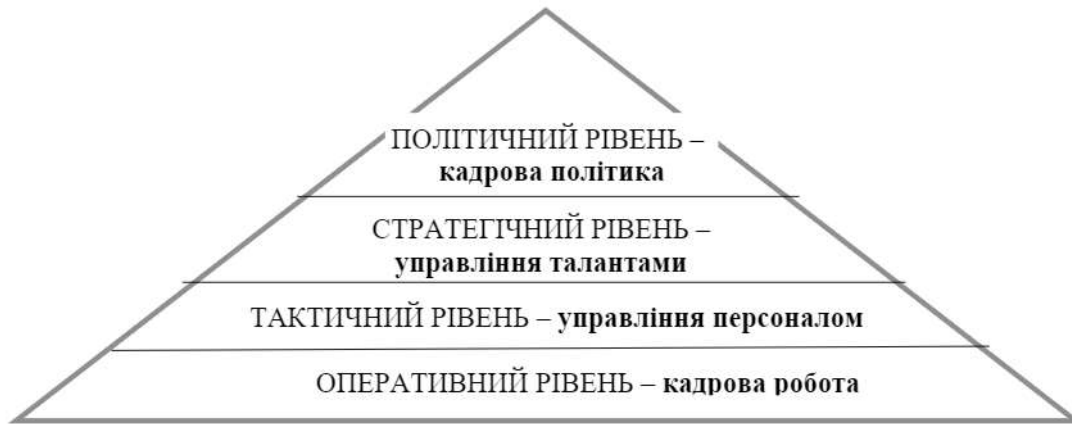 ПОЛІТИЧНИЙ РІВЕНЬ –
кадрова політика
СТРАТЕГІЧНИЙ РІВЕНЬ –
управління талантами
ТАКТИЧНИЙ РІВЕНЬ – управління персоналом
ОПЕРАТИВНИЙ РІВЕНЬ – кадрова робота